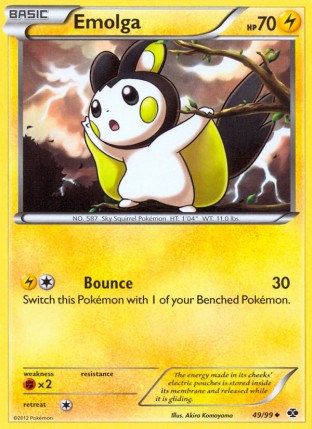 BASIC
Emolga HP 70
NO. 587 Sky Squirrel Pokémon HT: 1'04" WT: 11.0 lbs.
Bounce 30
Switch this Pokémon with 1 of your Benched Pokémon.
weakness resistance
×2
retreat
The energy made in its cheeks'
electric pouches is stored inside
its membrane and released while
it is gliding.
©2012 Pokémon
Illus. Akira Komayama 49/99